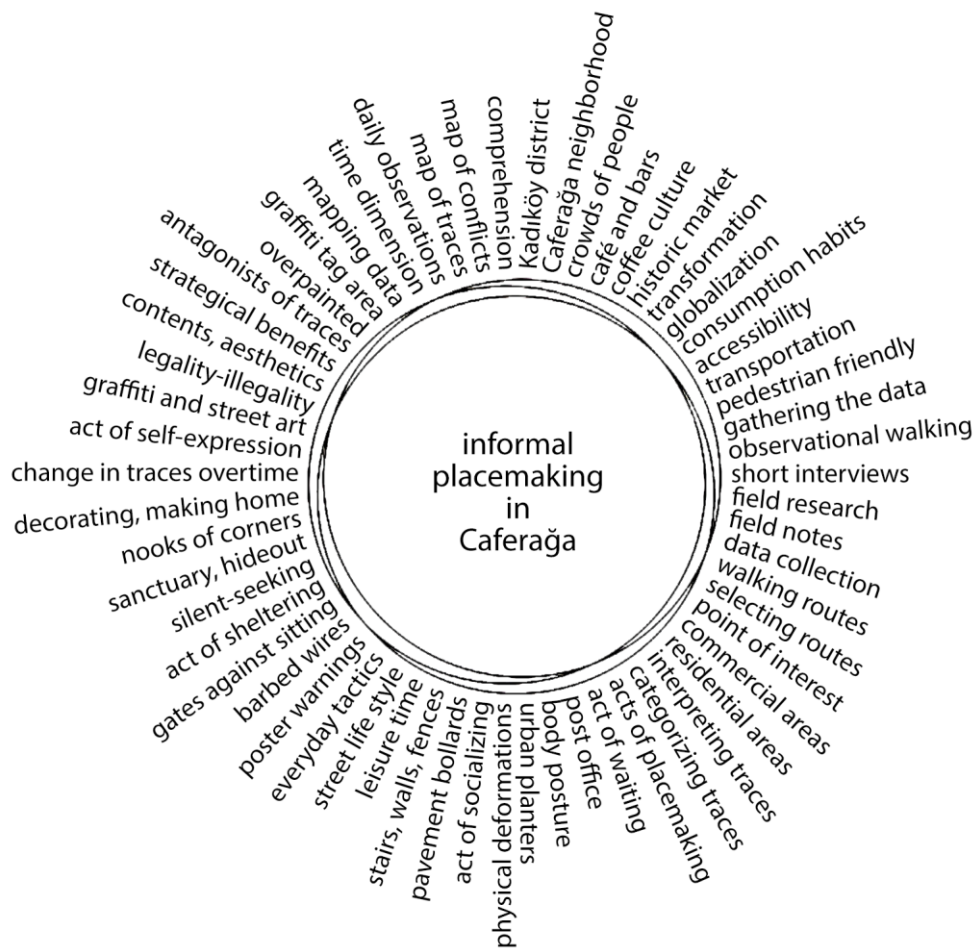 informal
placemaking
in
Caferağa
Kadıköy district
Caferağa neighborhood
crowds of people
café and bars
coffee culture
historic market
transformation
globalization
consumption habits
accessibility
transportation
pedestrian friendly
gathering the data
observational walking
short interviews
field research
field notes
data collection
walking routes
selecting routes
point of interest
commercial areas
residential areas
interpreting traces
categorizing traces
acts of placemaking
act of waiting
post office
body posture
urban planters
physical deformations
act of socializing
pavement bollards
stairs, walls, fences
leisure time
street life style
everyday tactics
poster warnings
barbed wires
gates against sitting
act of sheltering
silent-seeking
sanctuary, hideout
nooks of corners
decorating, making home
change in traces overtime
act of self-expression
graffiti and street art
legality-illegality
contents, aesthetics
strategical benefits
antagonists of traces
overpainted
graffiti tag area
mapping data
time dimension
daily observations
map of traces
map of conflicts
comprehension